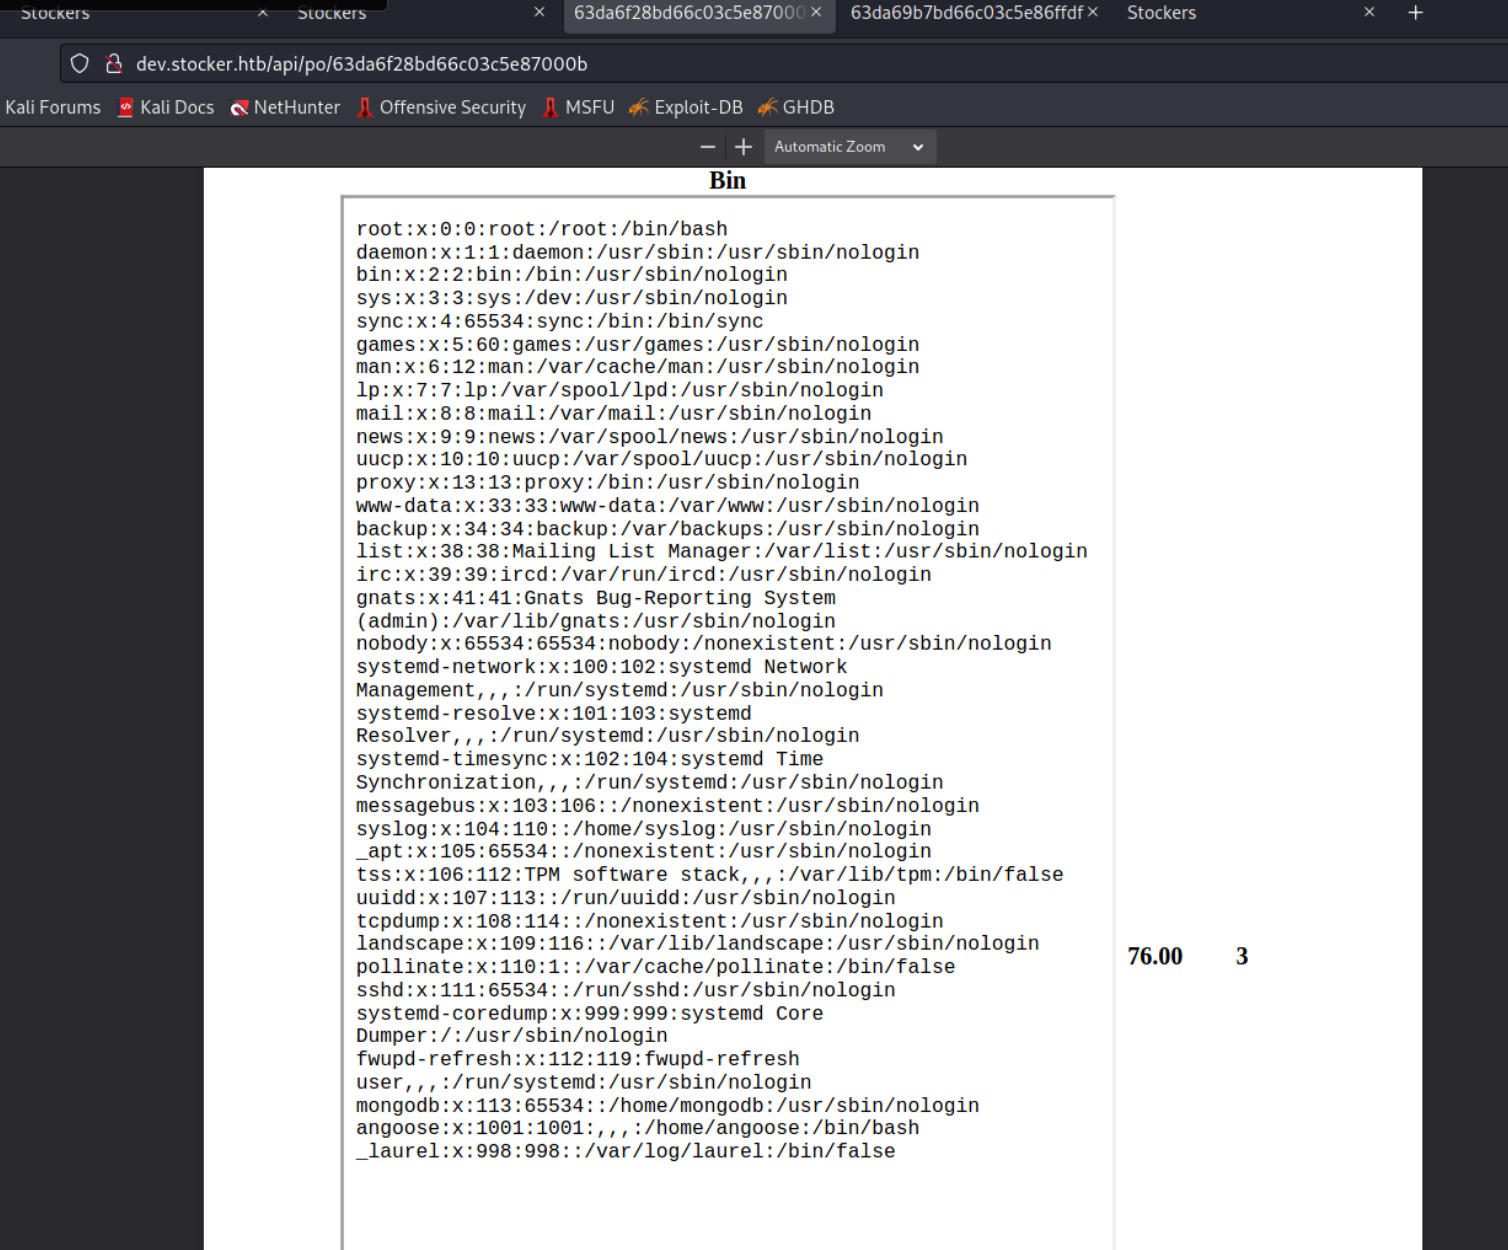 Stockers Stockers 63da6f28bd66c03c5e87000 63da69b7bd66c03c5e86ffdf Stockers
dev.stocker.htb/api/po/63da6f28bd66c03c5e87000b
Kali Forums Kali Docs NetHunter Offensive Security MSFU Exploit-DB GHDB
Automatic Zoom
Bin
root:x:0:0:root:/root:/bin/bash
daemon:x:1:1:daemon:/usr/sbin:/usr/sbin/nologin
bin:x:2:2:bin:/bin:/usr/sbin/nologin
sys:x:3:3:sys:/dev:/usr/sbin/nologin
sync:x:4:65534:sync:/bin:/bin/sync
games:x:5:60:games:/usr/games:/usr/sbin/nologin
man:x:6:12:man:/var/cache/man:/usr/sbin/nologin
lp:x:7:7:lp:/var/spool/lpd:/usr/sbin/nologin
mail:x:8:8:mail:/var/mail:/usr/sbin/nologin
news:x:9:9:news:/var/spool/news:/usr/sbin/nologin
uucp:x:10:10:uucp:/var/spool/uucp:/usr/sbin/nologin
proxy:x:13:13:proxy:/bin:/usr/sbin/nologin
www-data:x:33:33:www-data:/var/www:/usr/sbin/nologin
backup:x:34:34:backup:/var/backups:/usr/sbin/nologin
list:x:38:38:Mailing List Manager:/var/list:/usr/sbin/nologin
irc:x:39:39:ircd:/var/run/ircd:/usr/sbin/nologin
gnats:x:41:41:Gnats Bug-Reporting System
(admin):/var/lib/gnats:/usr/sbin/nologin
nobody:x:65534:65534:nobody:/nonexistent:/usr/sbin/nologin
systemd-network:x:100:102:systemd Network
Management,,,:/run/systemd:/usr/sbin/nologin
systemd-resolve:x:101:103:systemd
Resolver,,,:/run/systemd:/usr/sbin/nologin
systemd-timesync:x:102:104:systemd Time
Synchronization,,,:/run/systemd:/usr/sbin/nologin
messagebus:x:103:106::/nonexistent:/usr/sbin/nologin
syslog:x:104:110::/home/syslog:/usr/sbin/nologin
_apt:x:105:65534::/nonexistent:/usr/sbin/nologin
tss:x:106:112:TPM software stack,,,:/var/lib/tpm:/bin/false
uuidd:x:107:113::/run/uuidd:/usr/sbin/nologin
tcpdump:x:108:114::/nonexistent:/usr/sbin/nologin
landscape:x:109:116::/var/lib/landscape:/usr/sbin/nologin
pollinate:x:110:1::/var/cache/pollinate:/bin/false
76.00 3
sshd:x:111:65534::/run/sshd:/usr/sbin/nologin
systemd-coredump:x:999:999:systemd Core
Dumper:/:/usr/sbin/nologin
fwupd-refresh:x:112:119:fwupd-refresh
user,,,:/run/systemd:/usr/sbin/nologin
mongodb:x:113:65534::/home/mongodb:/usr/sbin/nologin
angoose:x:1001:1001:,,,:/home/angoose:/bin/bash
_laurel:x:998:998::/var/log/laurel:/bin/false